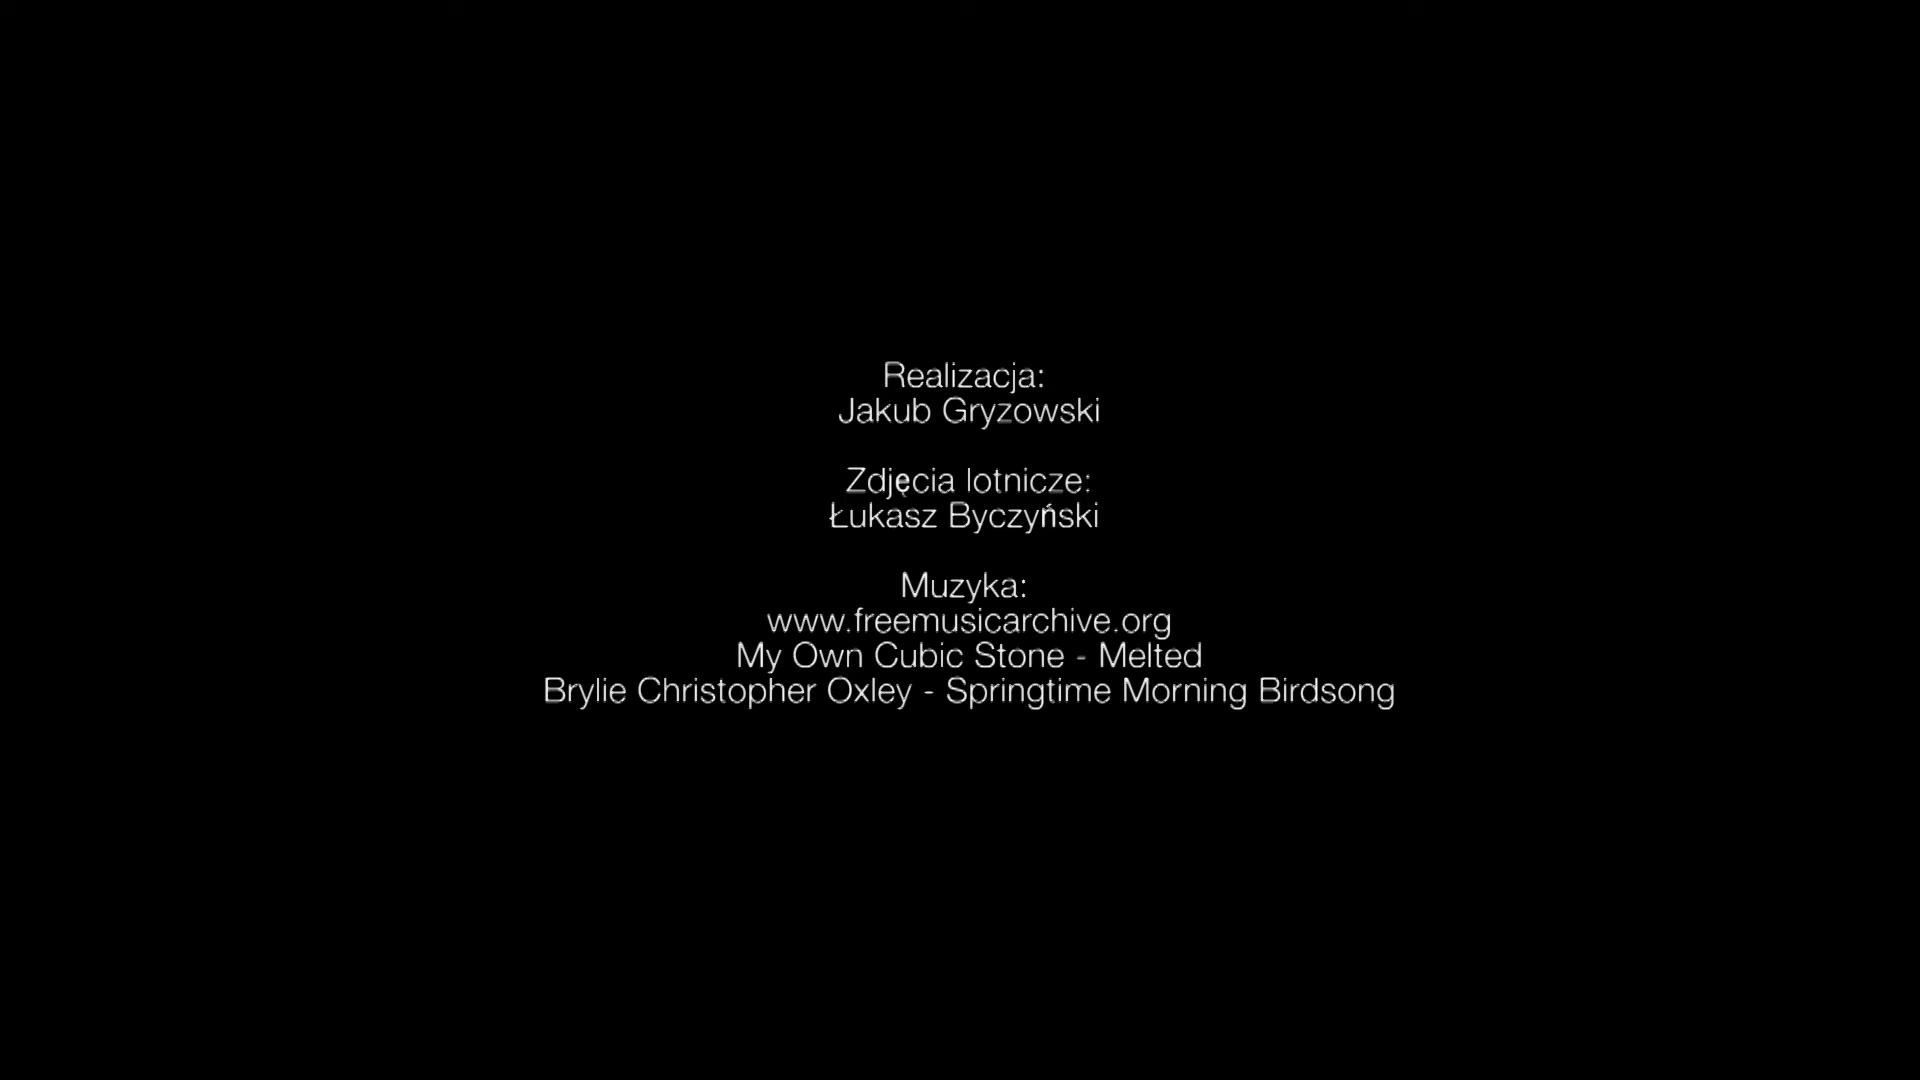 Realizacja:
Jakub Gryzowski
Zdjęcia lotnicze:
Łukasz Byczyński
Muzyka:
www.freemusicarchive.org
My Own Cubic Stone - Melted
Brylie Christopher Oxley - Springtime Morning Birdsong